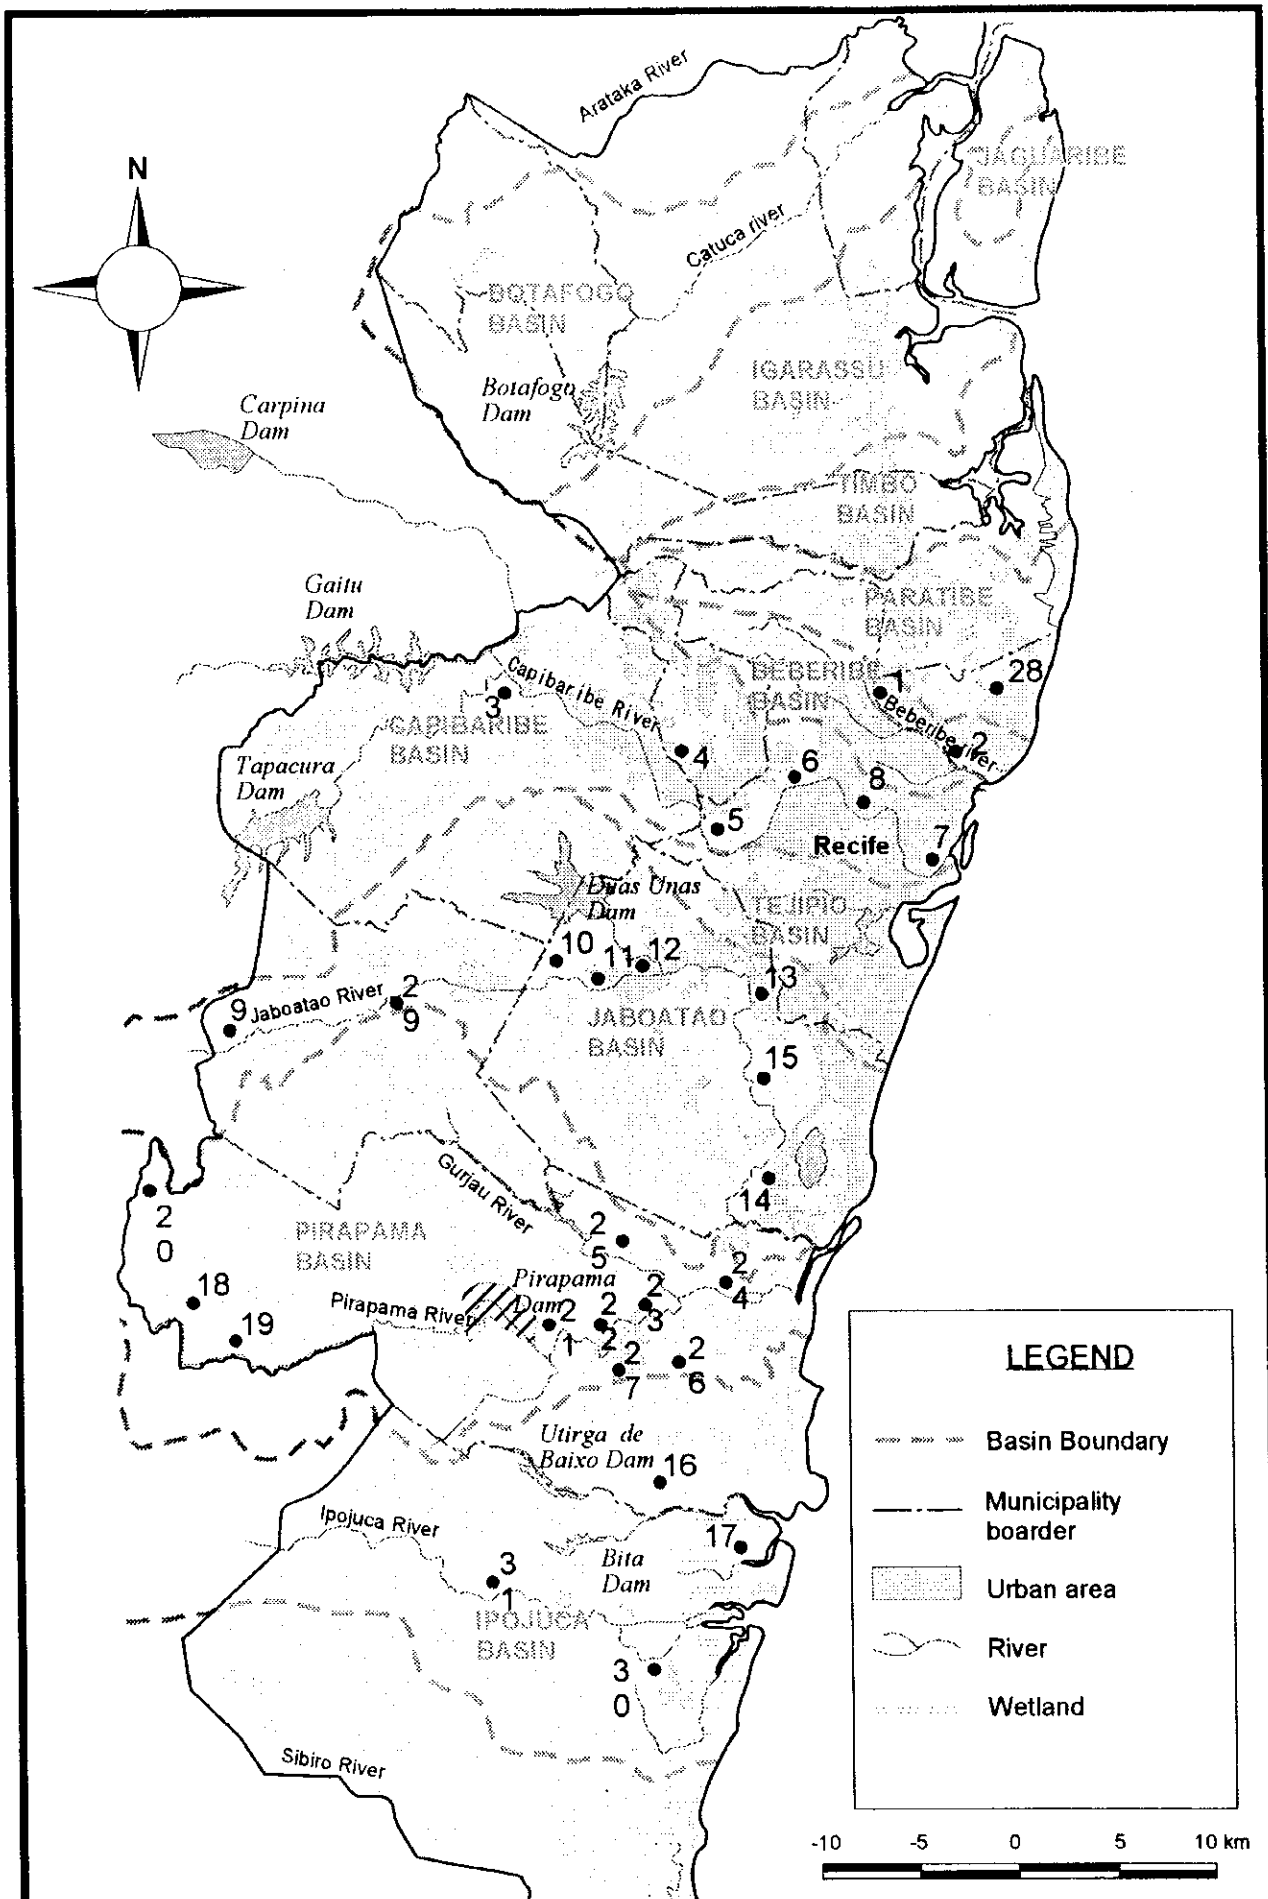 Arataka River
JAGUARIBE
BASIN
N
Catuca river
BOTAFOGO
BASIN
IGARASSU
BASIN
Botafogo
Dam
Carpina
Dam
TIMBO
BASIN
Gaitu
Dam
PARATIBE
BASIN
BEBERIBE
BASIN
1
28
Capibaribe River
3
CAPIBARIBE
BASIN
Beberibe river
2
4
6
Tapacura
Dam
8
5
Recife
7
Duas Unas
Dam
TEJIPIO
BASIN
10
11
12
13
9
Jaboatao River
2
9
JABOATAO
BASIN
15
Gurjau River
14
2
0
PIRAPAMA
BASIN
2
5
Pirapama
Dam
2
4
18
Pirapama River
2
1
2
2
2
3
19
2
7
2
6
Utirga de
Baixo Dam
16
Ipojuca River
17
Bita
Dam
3
1
IPOJUCA
BASIN
3
0
Sibiro River
LEGEND
Basin Boundary
Municipality
boarder
Urban area
River
Wetland
-10 -5 0 5 10 km